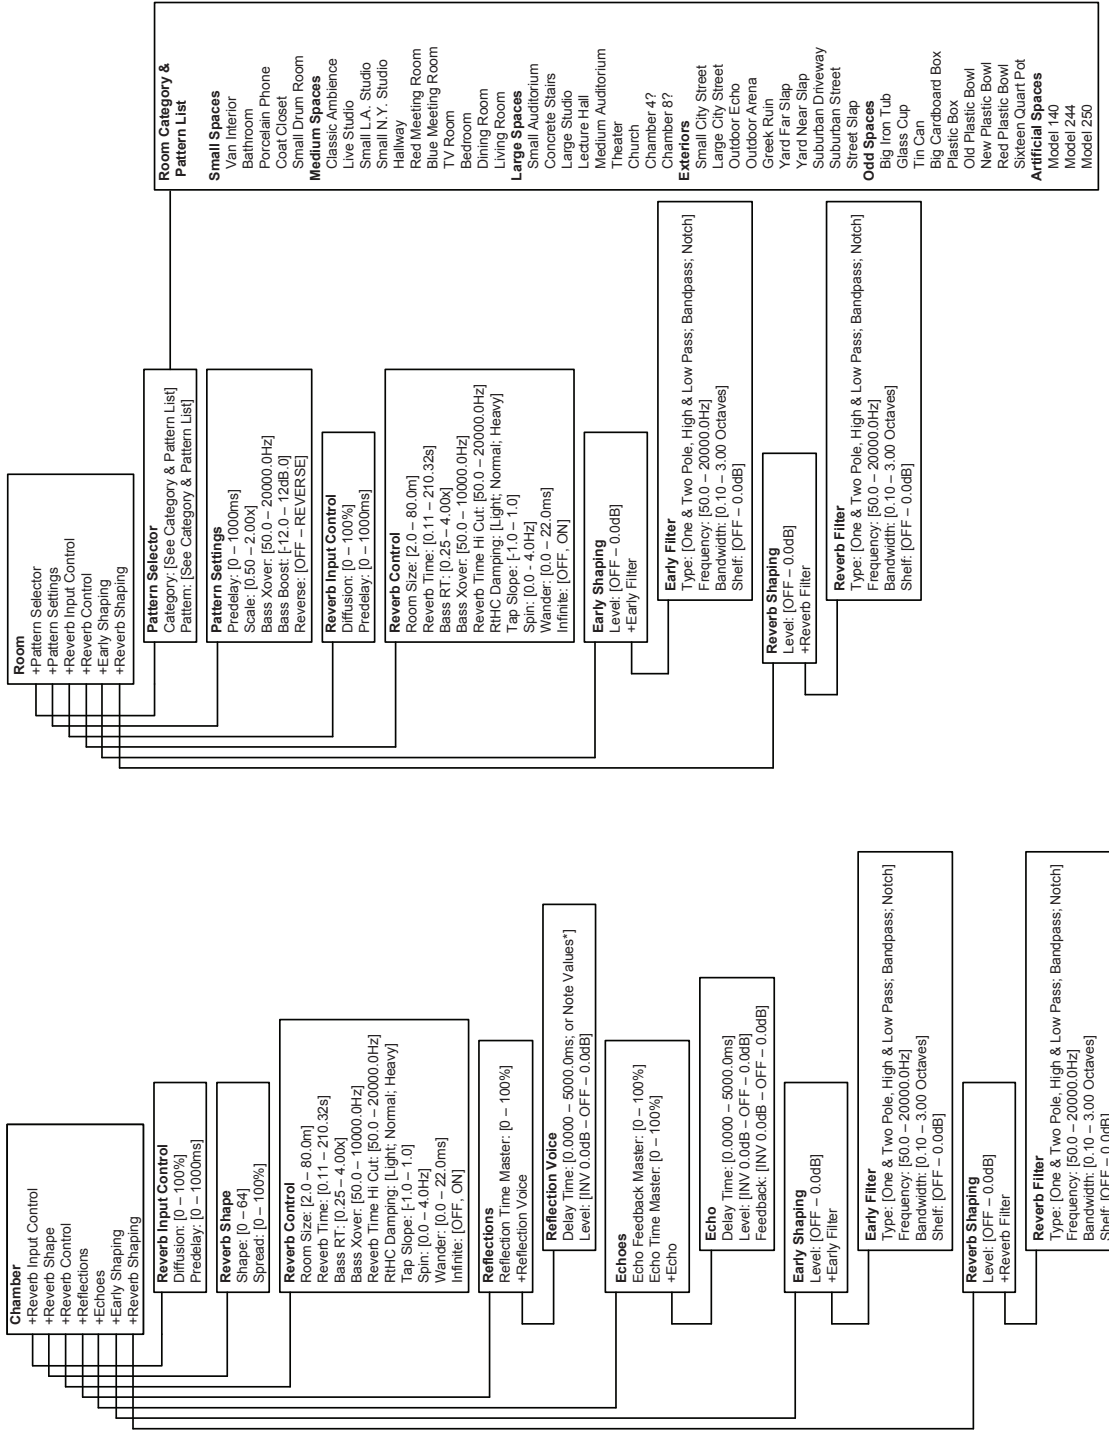 Chamber
+Reverb Input Control
+Reverb Shape
+Reverb Control
+Reflections
+Echoes
+Early Shaping
+Reverb Shaping
Reverb Input Control
Diffusion: [0 – 100%]
Predelay: [0 – 1000ms]
Reverb Shape
Shape: [0 – 64]
Spread: [0 – 100%]
Reverb Control
Room Size: [2.0 – 80.0m]
Reverb Time: [0.11 – 210.32s]
Bass RT: [0.25 – 4.00x]
Bass Xover: [50.0 – 10000.0Hz]
Reverb Time Hi Cut: [50.0 – 20000.0Hz]
RtHC Damping: [Light; Normal; Heavy]
Tap Slope: [-1.0 – 1.0]
Spin: [0.0 – 4.0Hz]
Wander: [0.0 – 22.0ms]
Infinite: [OFF, ON]
Reflections
Reflection Time Master: [0 – 100%]
+Reflection Voice
Reflection Voice
Delay Time: [0.0000 – 5000.0ms; or Note Values*]
Level: [INV 0.0dB – OFF – 0.0dB]
Echoes
Echo Feedback Master: [0 – 100%]
Echo Time Master: [0 – 100%]
+Echo
Echo
Delay Time: [0.0000 – 5000.0ms]
Level: [INV 0.0dB – OFF – 0.0dB]
Feedback: [INV 0.0dB – OFF – 0.0dB]
Early Shaping
Level: [OFF – 0.0dB]
+Early Filter
Early Filter
Type: [One & Two Pole, High & Low Pass; Bandpass; Notch]
Frequency: [50.0 – 20000.0Hz]
Bandwidth: [0.10 – 3.00 Octaves]
Shelf: [OFF – 0.0dB]
Reverb Shaping
Level: [OFF – 0.0dB]
+Reverb Filter
Reverb Filter
Type: [One & Two Pole, High & Low Pass; Bandpass; Notch]
Frequency: [50.0 – 20000.0Hz]
Bandwidth: [0.10 – 3.00 Octaves]
Shelf: [OFF – 0.0dB]
Room
+Pattern Selector
+Pattern Settings
+Reverb Input Control
+Reverb Control
+Early Shaping
+Reverb Shaping
Pattern Selector
Category: [See Category & Pattern List]
Pattern: [See Category & Pattern List]
Pattern Settings
Predelay: [0 – 1000ms]
Scale: [0.50 – 2.00x]
Bass Xover: [50.0 – 20000.0Hz]
Bass Boost: [-12.0 – 12dB.0]
Reverse: [OFF – REVERSE]
Reverb Input Control
Diffusion: [0 – 100%]
Predelay: [0 – 1000ms]
Reverb Control
Room Size: [2.0 – 80.0m]
Reverb Time: [0.11 – 210.32s]
Bass RT: [0.25 – 4.00x]
Bass Xover: [50.0 – 10000.0Hz]
Reverb Time Hi Cut: [50.0 – 20000.0Hz]
RtHC Damping: [Light; Normal; Heavy]
Tap Slope: [-1.0 – 1.0]
Spin: [0.0 - 4.0Hz]
Wander: [0.0 – 22.0ms]
Infinite: [OFF, ON]
Early Shaping
Level: [OFF – 0.0dB]
+Early Filter
Early Filter
Type: [One & Two Pole, High & Low Pass; Bandpass; Notch]
Frequency: [50.0 – 20000.0Hz]
Bandwidth: [0.10 – 3.00 Octaves]
Shelf: [OFF – 0.0dB]
Reverb Shaping
Level: [OFF – 0.0dB]
+Reverb Filter
Reverb Filter
Type: [One & Two Pole, High & Low Pass; Bandpass; Notch]
Frequency: [50.0 – 20000.0Hz]
Bandwidth: [0.10 – 3.00 Octaves]
Shelf: [OFF – 0.0dB]
Room Category &
Pattern List
Small Spaces
Van Interior
Bathroom
Porcelain Phone
Coat Closet
Small Drum Room
Medium Spaces
Classic Ambience
Live Studio
Small L.A. Studio
Small N.Y. Studio
Hallway
Red Meeting Room
Blue Meeting Room
TV Room
Bedroom
Dining Room
Living Room
Large Spaces
Small Auditorium
Concrete Stairs
Large Studio
Lecture Hall
Medium Auditorium
Theater
Church
Chamber 4?
Chamber 8?
Exteriors
Small City Street
Large City Street
Outdoor Echo
Outdoor Arena
Greek Ruin
Yard Far Slap
Yard Near Slap
Suburban Driveway
Suburban Street
Street Slap
Odd Spaces
Big Iron Tub
Glass Cup
Tin Can
Big Cardboard Box
Plastic Box
Old Plastic Bowl
New Plastic Bowl
Red Plastic Bowl
Sixteen Quart Pot
Artificial Spaces
Model 140
Model 244
Model 250